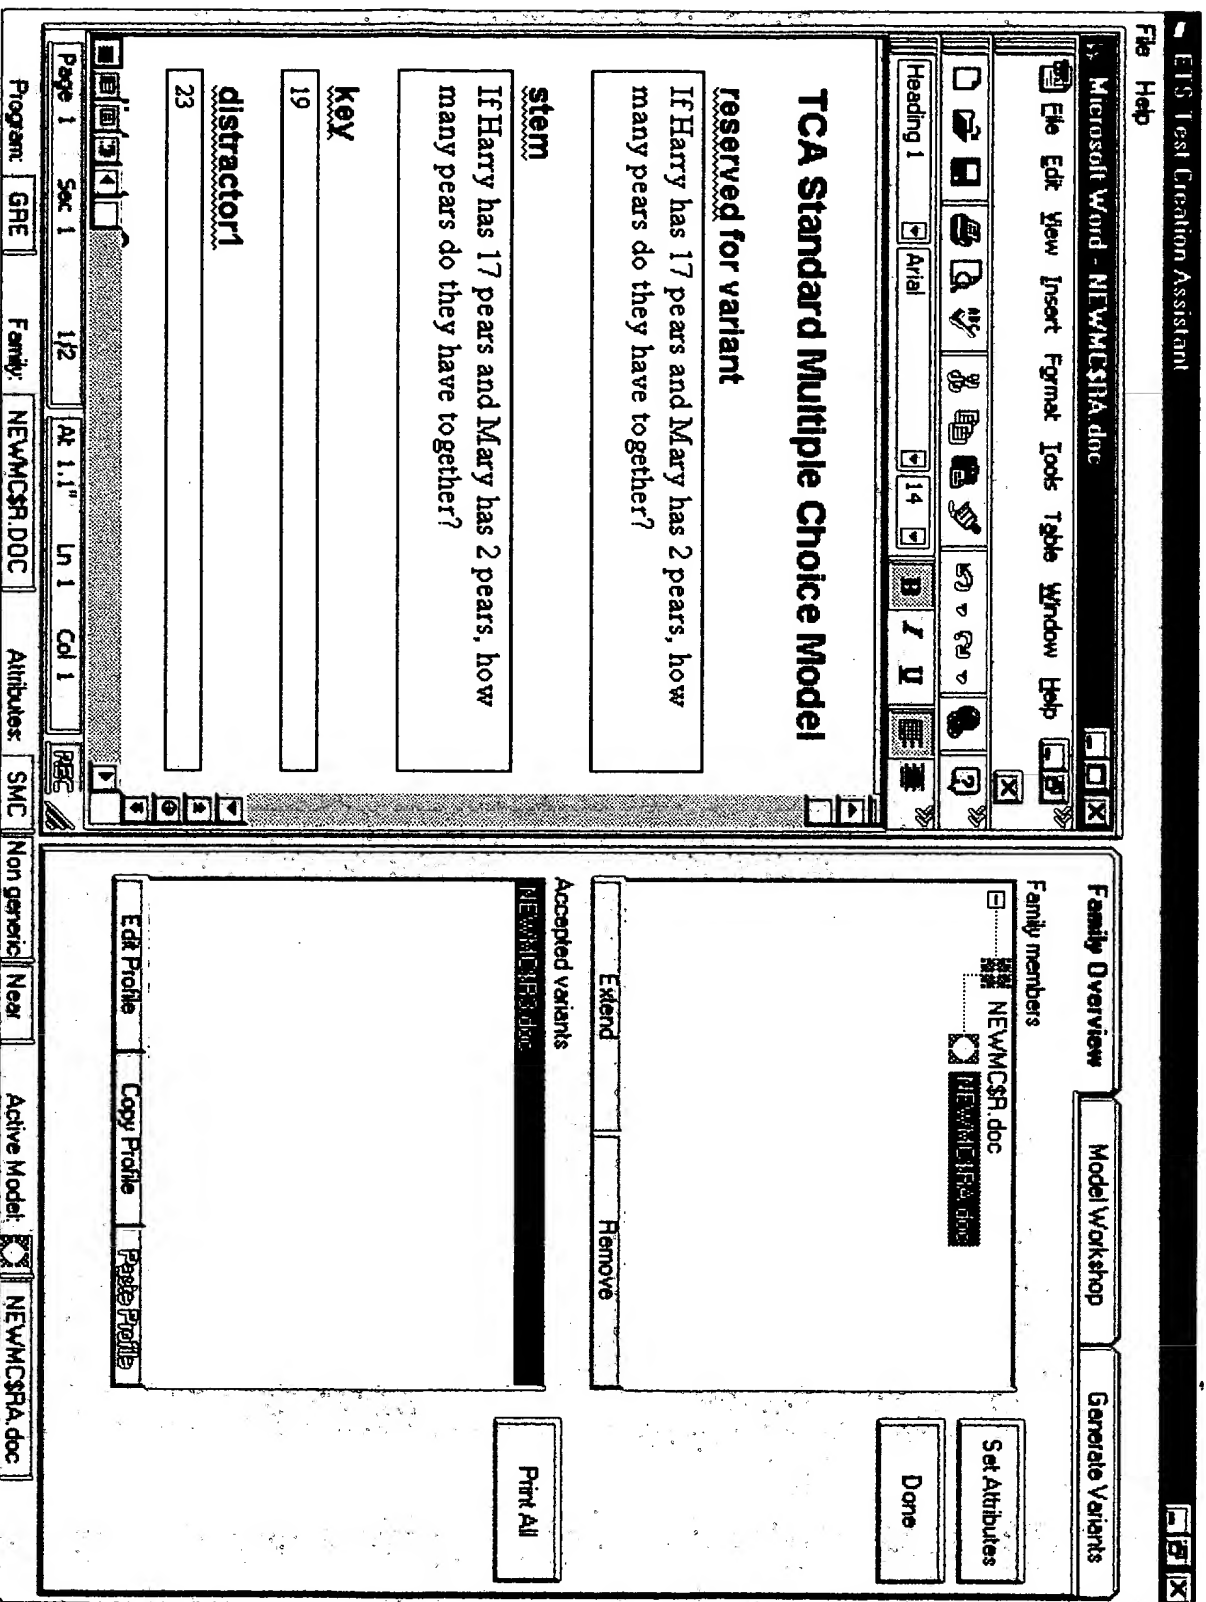 ETS Test Creation Assistant
File Help
Microsoft Word - NEWMC$RA.doc
File Edit View Insert Format Tools Table Window Help
Heading 1 Arial 14 B I U
TCA Standard Multiple Choice Model
reserved for variant
If Harry has 17 pears and Mary has 2 pears, how
many pears do they have together?
stem
If Harry has 17 pears and Mary has 2 pears, how
many pears do they have together?
key
19
distractor1
23
Page 1 Sec 1 1/2 At 1.1" Ln 1 Col 1 REC
Family Overview Model Workshop Generate Variants
Family members
NEWMC$R.doc
Set Attributes
Done
Extend Remove
Accepted variants
Print All
Edit Profile Copy Profile Paste Profile
Program: GRE Family: NEWMC$R.DOC Attributes: SMC Non generic Near Active Model: NEWMC$RA.doc